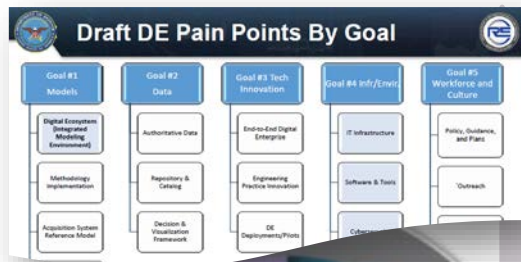 Draft DE Pain Points By Goal
Goal #1
Models
Goal #2
Data
Goal #3 Tech
Innovation
Goal #4 Infr/Envir.
Goal #5
Workforce and
Culture
Digital Ecosystem
(Integrated
Modeling
Environment)
Methodology
Implementation
Acquisition System
Reference Model
Authoritative Data
Repository &
Catalog
Decision &
Visualization
Framework
End-to-End Digital
Enterprise
Engineering
Practice Innovation
DE
Deployments/Pilots
IT Infrastructure
Software & Tools
Policy, Guidance,
and Plans
`Outreach